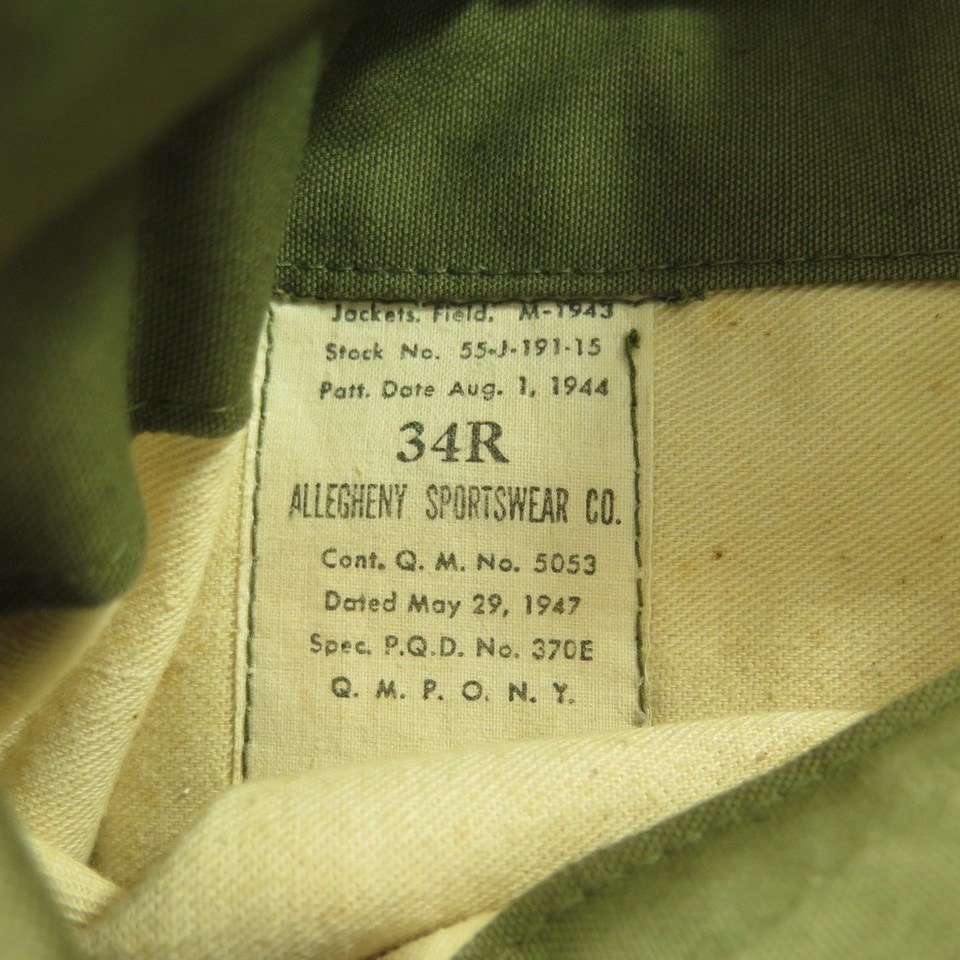 Jackets. Field. M-1943
Stock No. 55-J-191-15
Patt. Date Aug. 1, 1944
34R
ALLEGHENY SPORTSWEAR CO.
Cont. Q. M. No. 5053
Dated May 29, 1947
Spec. P.Q.D. No. 370E
Q. M. P. O. N. Y.